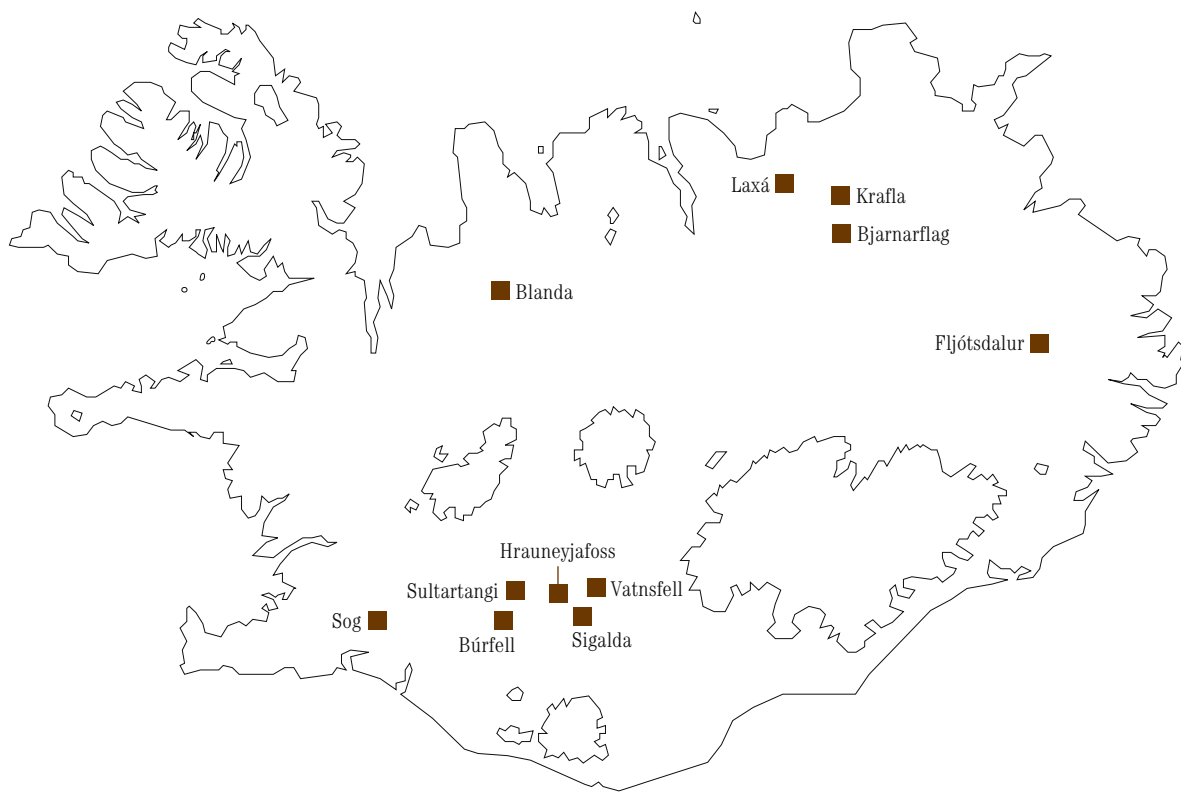 Laxá
Krafla
Bjarnarflag
Blanda
Fljótsdalur
Hrauneyjafoss
Sultartangi
Vatnsfell
Sog
Búrfell
Sigalda